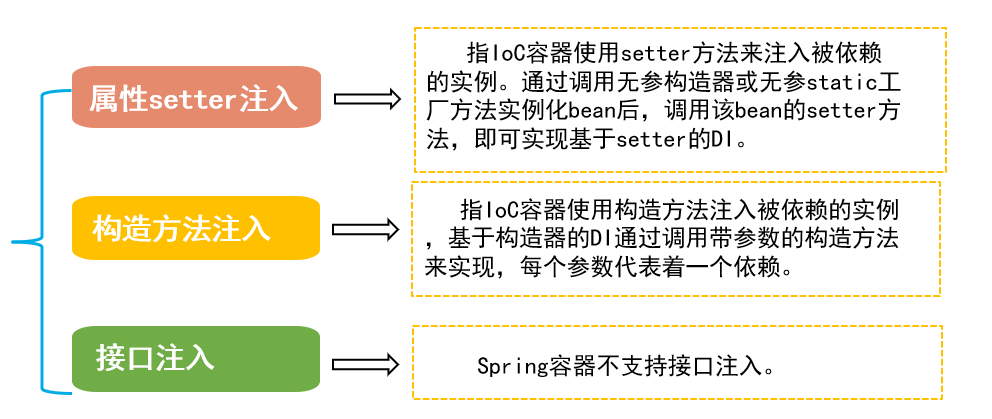 属性setter注入
指IoC容器使用setter方法来注入被依赖
的实例。通过调用无参构造器或无参static工
厂方法实例化bean后，调用该bean的setter方
法，即可实现基于setter的DI。
构造方法注入
指IoC容器使用构造方法注入被依赖的实例
，基于构造器的DI通过调用带参数的构造方法
来实现，每个参数代表着一个依赖。
接口注入
Spring容器不支持接口注入。